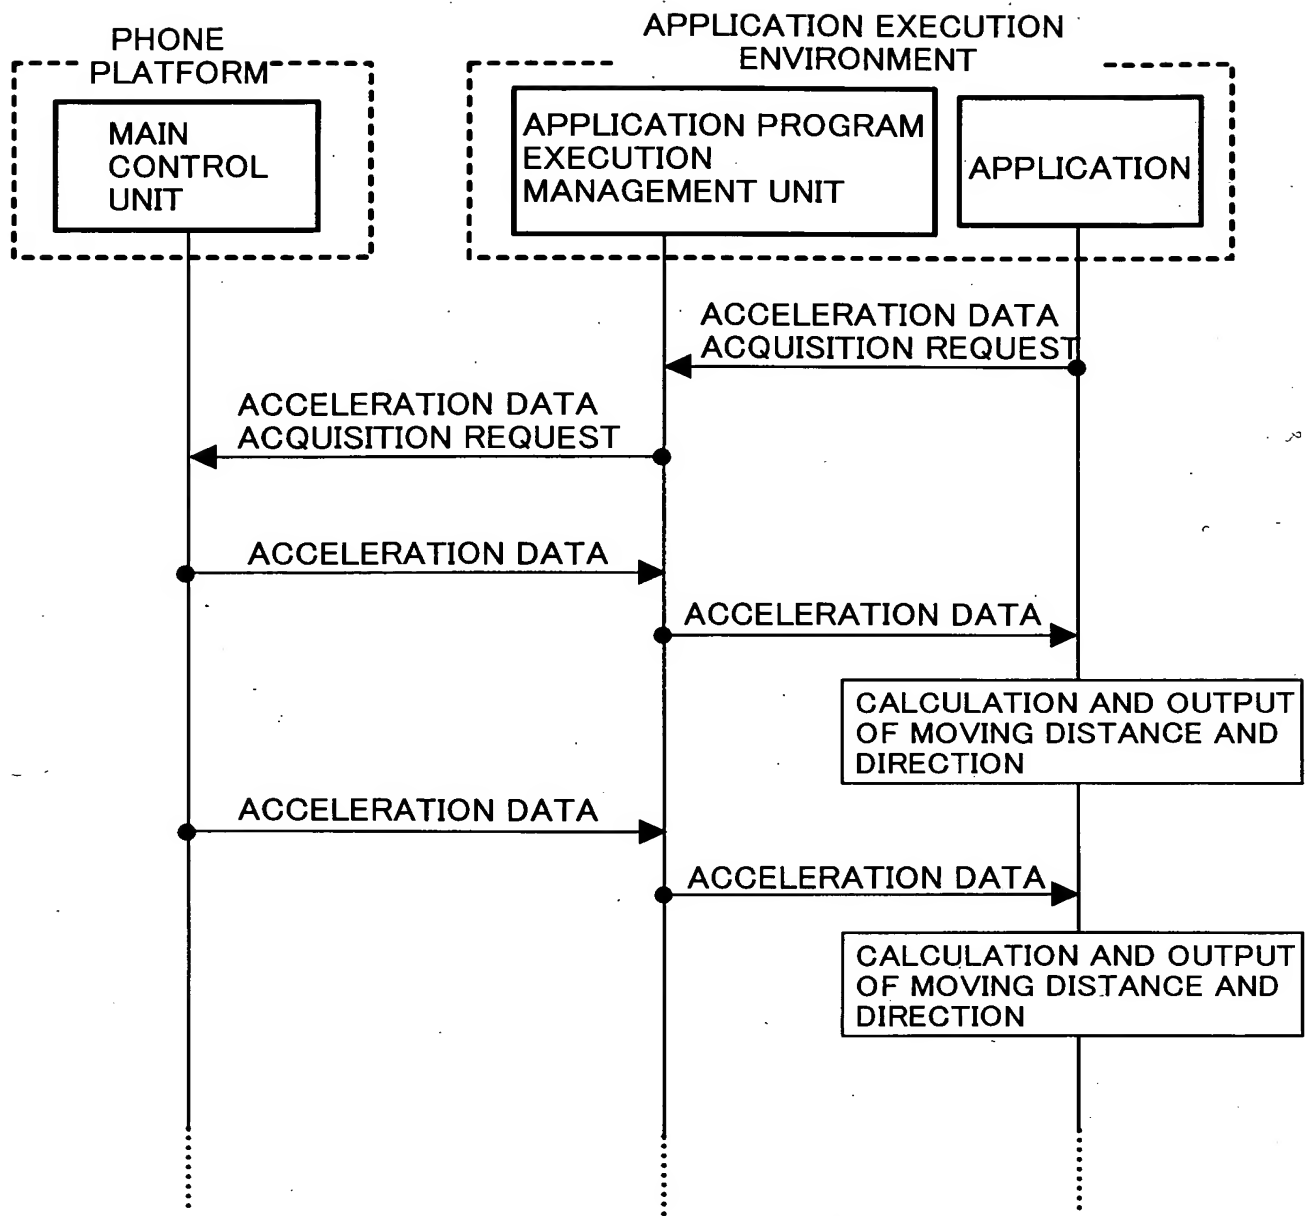 PHONE
PLATFORM
APPLICATION EXECUTION
ENVIRONMENT
MAIN
CONTROL
UNIT
APPLICATION PROGRAM
EXECUTION
MANAGEMENT UNIT
APPLICATION
ACCELERATION DATA
ACQUISITION REQUEST
ACCELERATION DATA
ACQUISITION REQUEST
ACCELERATION DATA
ACCELERATION DATA
CALCULATION AND OUTPUT
OF MOVING DISTANCE AND
DIRECTION
ACCELERATION DATA
ACCELERATION DATA
CALCULATION AND OUTPUT
OF MOVING DISTANCE AND
DIRECTION